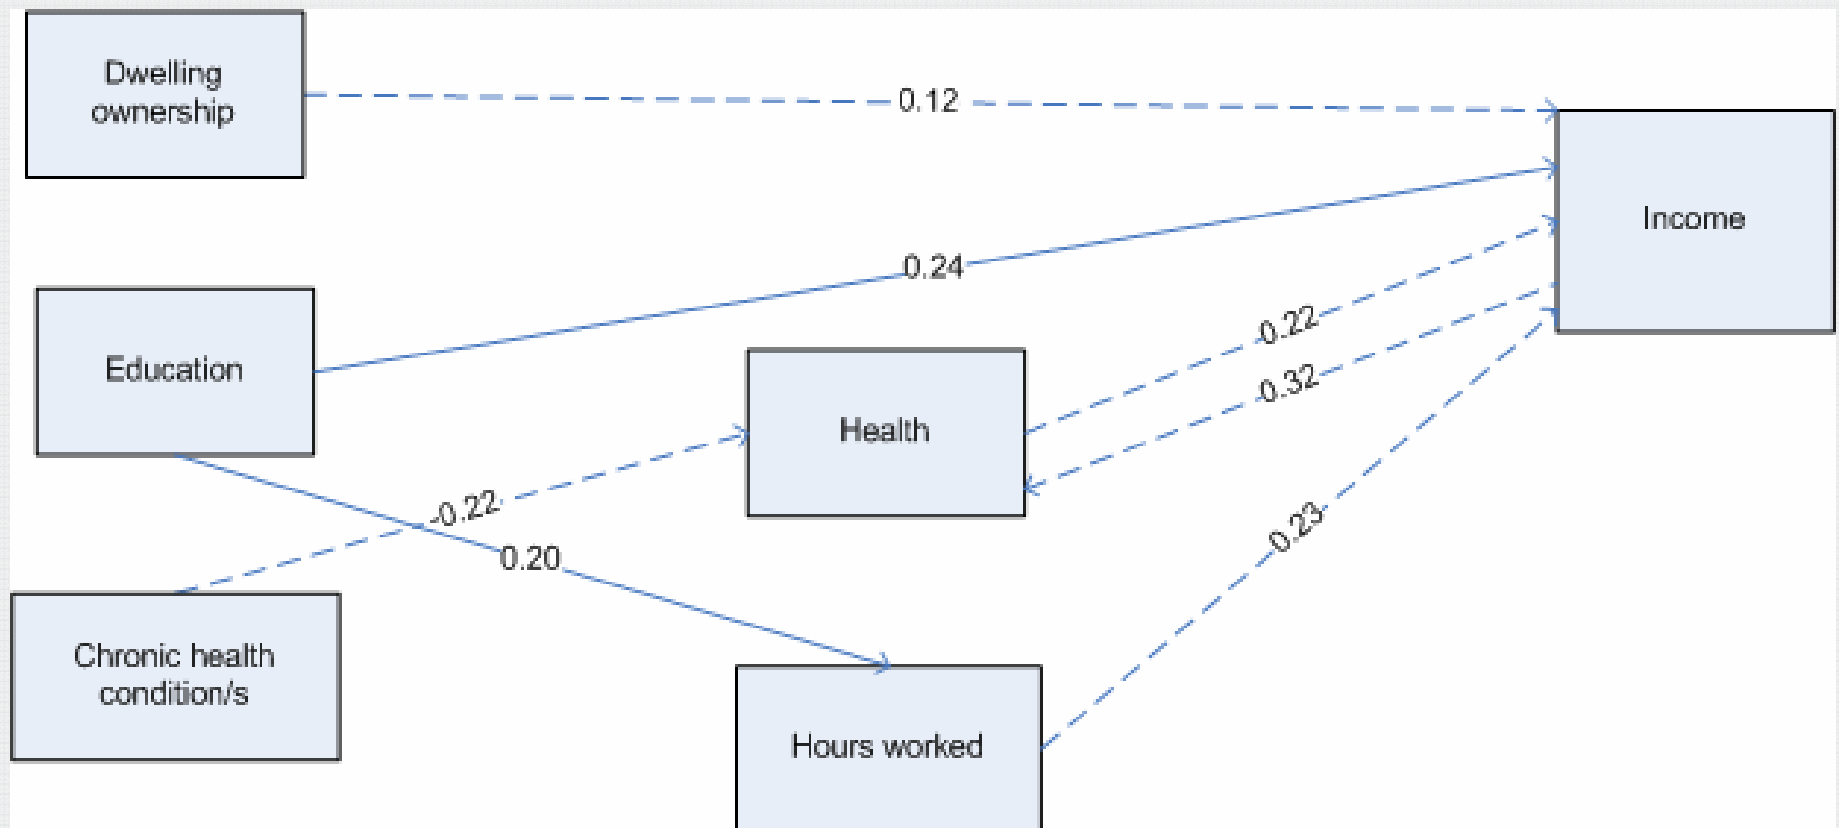 Dwelling
ownership
0.12
Income
0.24
0.22
Education
0.32
Health
-0.22
0.23
0.20
Chronic health
condition/s
Hours worked